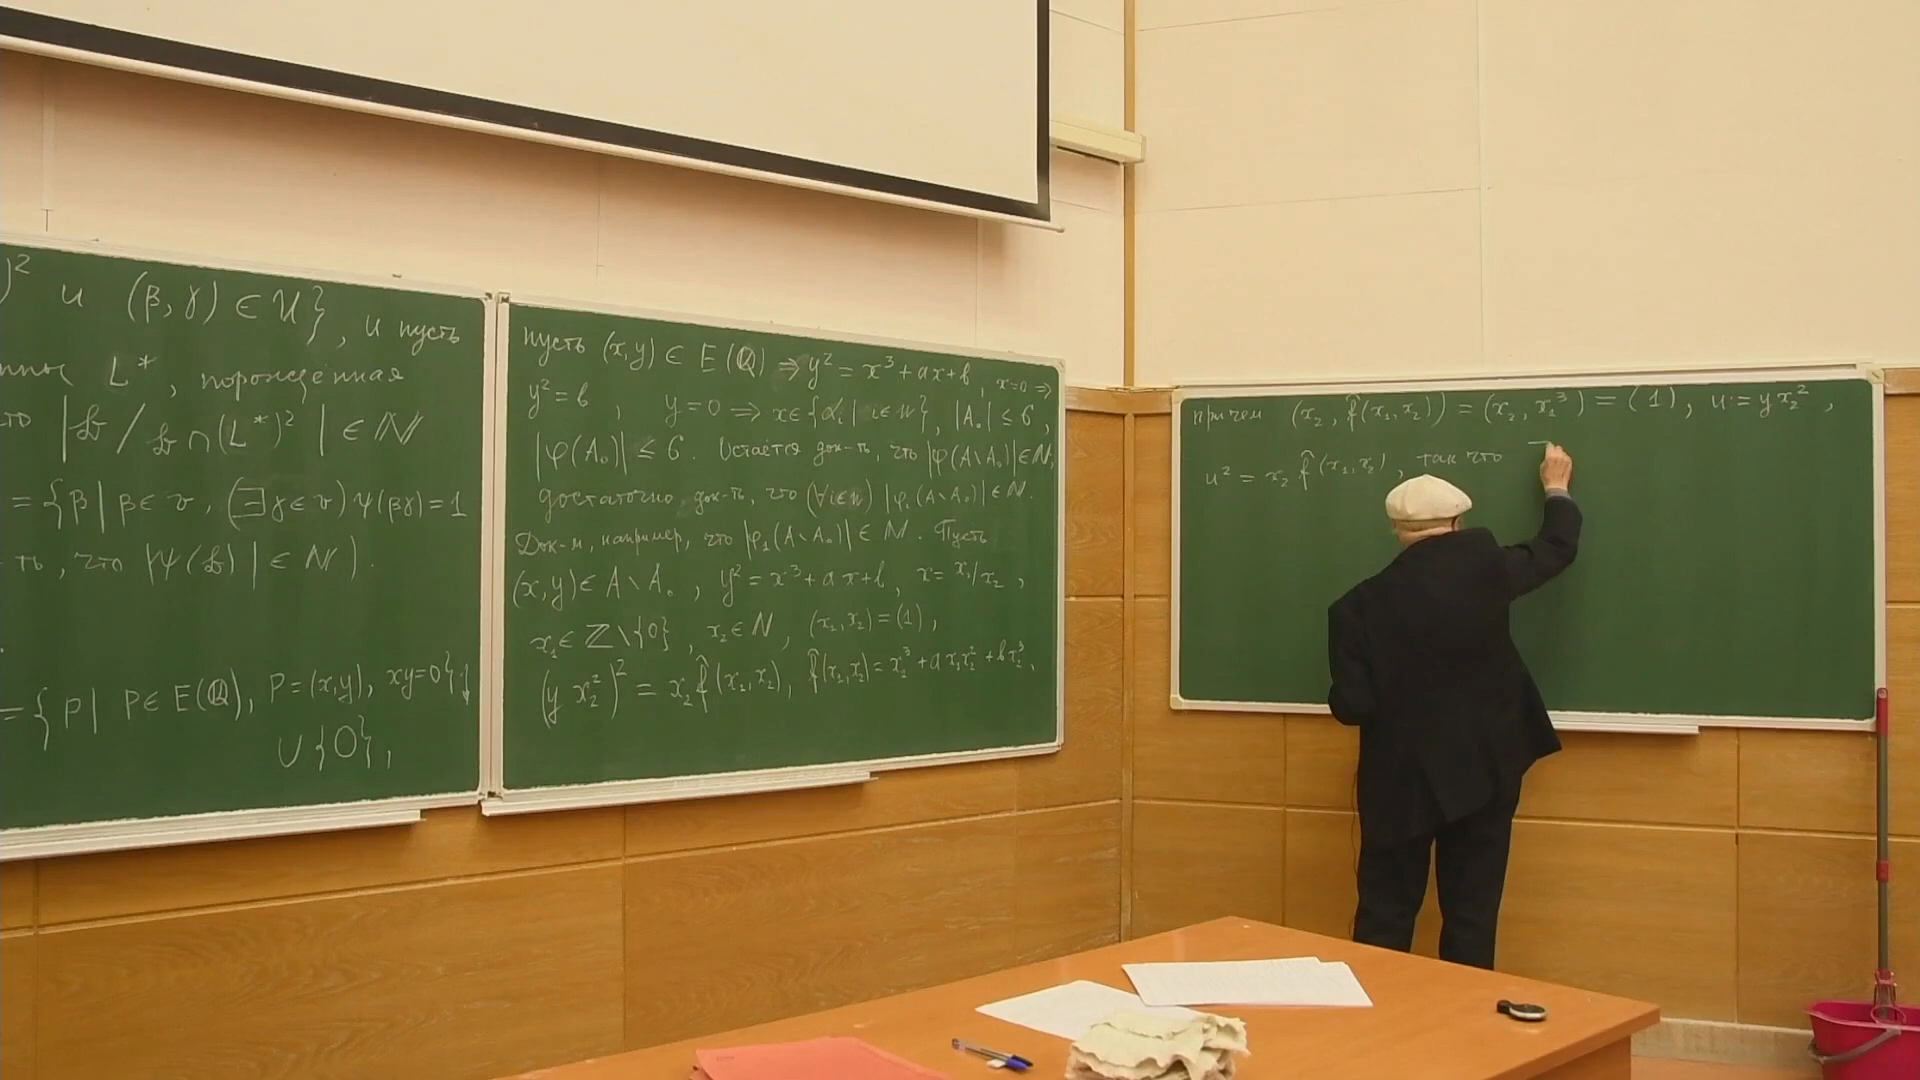 )² и (β, γ) ∈ U}, и пусть
L*, порождённая
|𝔟 / 𝔟 ∩ (L*)² | ∈ ℕ
= {β | β ∈ v, (∃ γ ∈ v) ψ(βγ) = 1
ть, что |ψ(𝔟)| ∈ ℕ).
= {P | P ∈ E(ℚ), P = (x,y), xy = 0}
∪ {0},
пусть (x,y) ∈ E(ℚ) ⇒ y² = x³ + ax + b, x=0 ⇒
y² = b, y=0 ⇒ x ∈ {αᵢ | i ∈ n}, |A₀| ≤ 6,
|φ(A₀)| ≤ 6. Остаётся док-ть, что |φ(A∖A₀)| ∈ ℕ,
достаточно док-ть, что (∀i∈n) |φᵢ(A∖A₀)| ∈ ℕ.
Док-м, например, что |φ₁(A∖A₀)| ∈ ℕ. Пусть
(x,y) ∈ A∖A₀, y² = x³ + ax + b, x = x₁/x₂,
x₁ ∈ ℤ∖{0}, x₂ ∈ ℕ, (x₁,x₂) = (1),
(y x₂²)² = x₂ f̂(x₁,x₂), f̂(x₁,x₂) = x₁³ + a x₁x₂² + b x₂³,
причем (x₂, f̂(x₁,x₂)) = (x₂, x₁³) = (1), u := y x₂²,
u² = x₂ f̂(x₁,x₂), так что